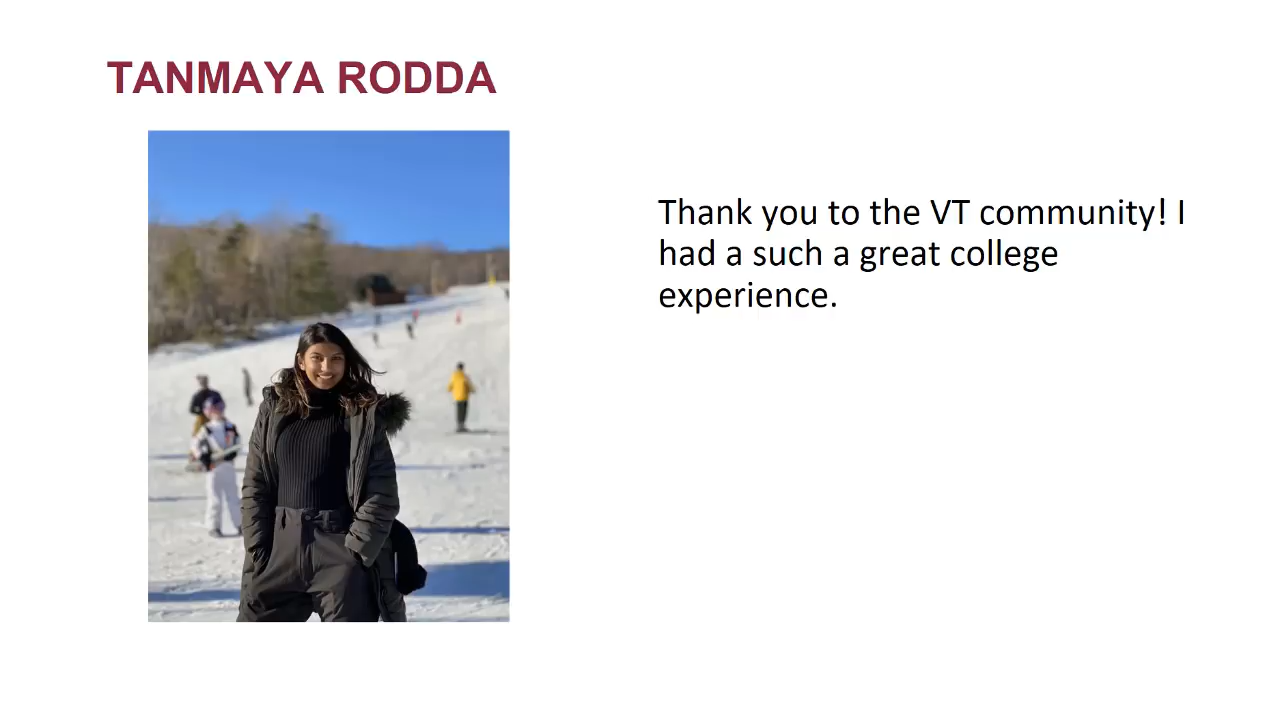 TANMAYA RODDA
Thank you to the VT community! I
had a such a great college
experience.